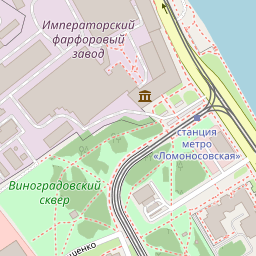 Императорский
фарфоровый
завод
станция
метро
«Ломоносовская»
Виноградовский
сквер